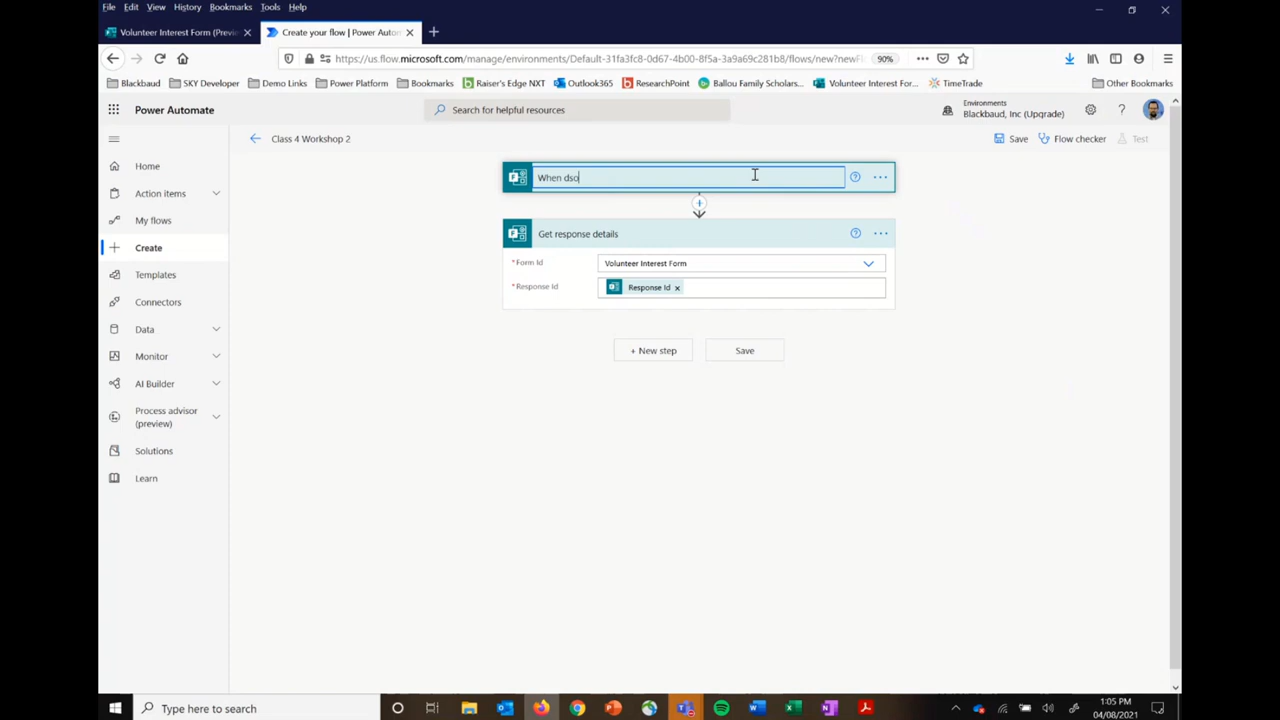 File Edit View History Bookmarks Tools Help
Volunteer Interest Form (Previ
Create your flow | Power Autom
https://us.flow.microsoft.com/manage/environments/Default-31fa3fc8-0d67-4b00-8f5a-3a9a69c281b8/flows/new?newFl
90%
Blackbaud SKY Developer Demo Links Power Platform Bookmarks Raiser's Edge NXT Outlook365 ResearchPoint Ballou Family Scholars... Volunteer Interest For... TimeTrade Other Bookmarks
Power Automate
Search for helpful resources
Environments
Blackbaud, Inc (Upgrade)
Class 4 Workshop 2
Save Flow checker Test
Home
Action items
My flows
Create
Templates
Connectors
Data
Monitor
AI Builder
Process advisor
(preview)
Solutions
Learn
When dso
Get response details
*Form Id
Volunteer Interest Form
*Response Id
Response Id x
+ New step
Save
Type here to search
1:05 PM
04/08/2021